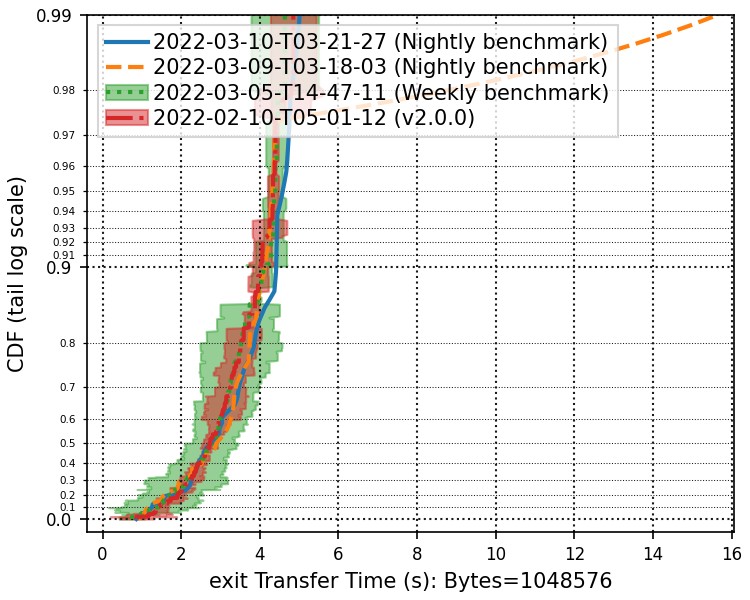 0.99
2022-03-10-T03-21-27 (Nightly benchmark)
2022-03-09-T03-18-03 (Nightly benchmark)
2022-03-05-T14-47-11 (Weekly benchmark)
2022-02-10-T05-01-12 (v2.0.0)
0.98
0.97
0.96
0.95
0.94
0.93
0.92
0.91
0.9
0.8
0.7
0.6
0.5
0.4
0.3
0.2
0.1
0.0
CDF (tail log scale)
0 2 4 6 8 10 12 14 16
exit Transfer Time (s): Bytes=1048576